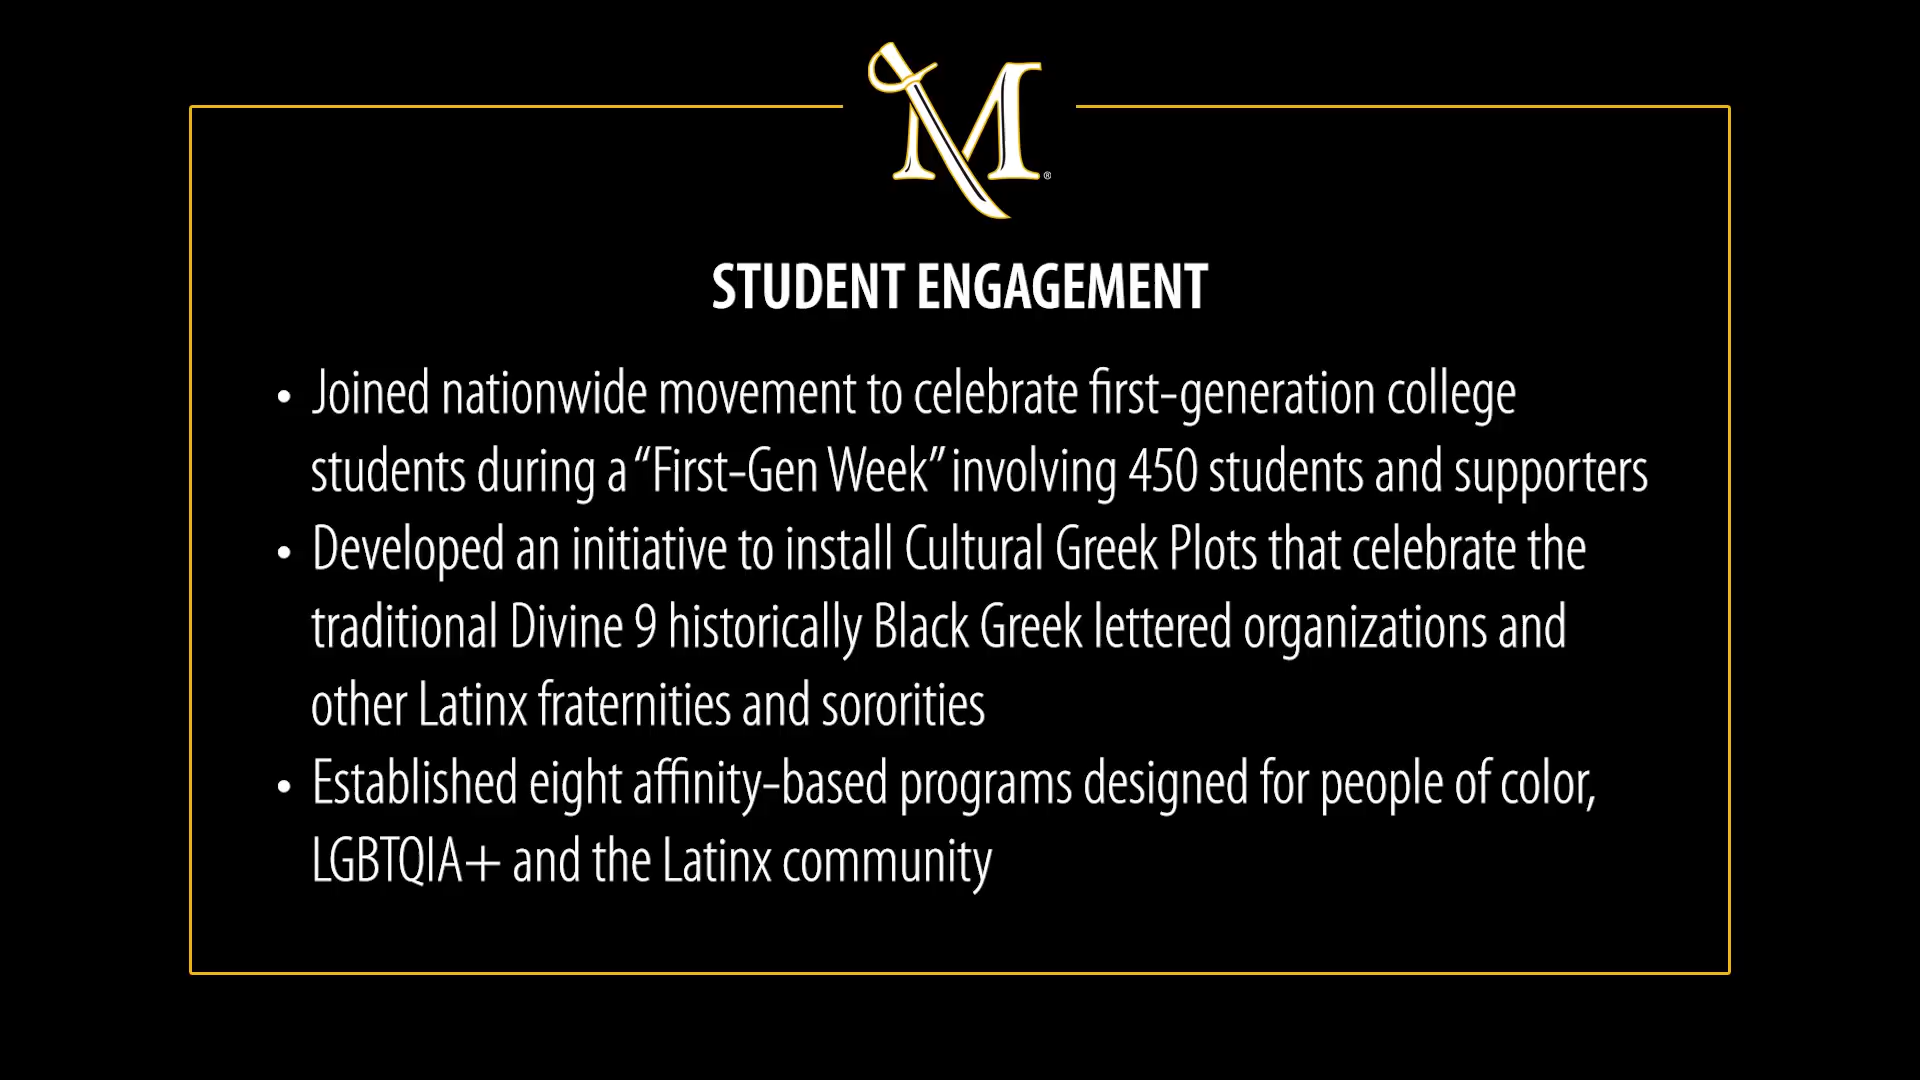 M®
STUDENT ENGAGEMENT
• Joined nationwide movement to celebrate first-generation college
students during a “First-Gen Week” involving 450 students and supporters
• Developed an initiative to install Cultural Greek Plots that celebrate the
traditional Divine 9 historically Black Greek lettered organizations and
other Latinx fraternities and sororities
• Established eight affinity-based programs designed for people of color,
LGBTQIA+ and the Latinx community